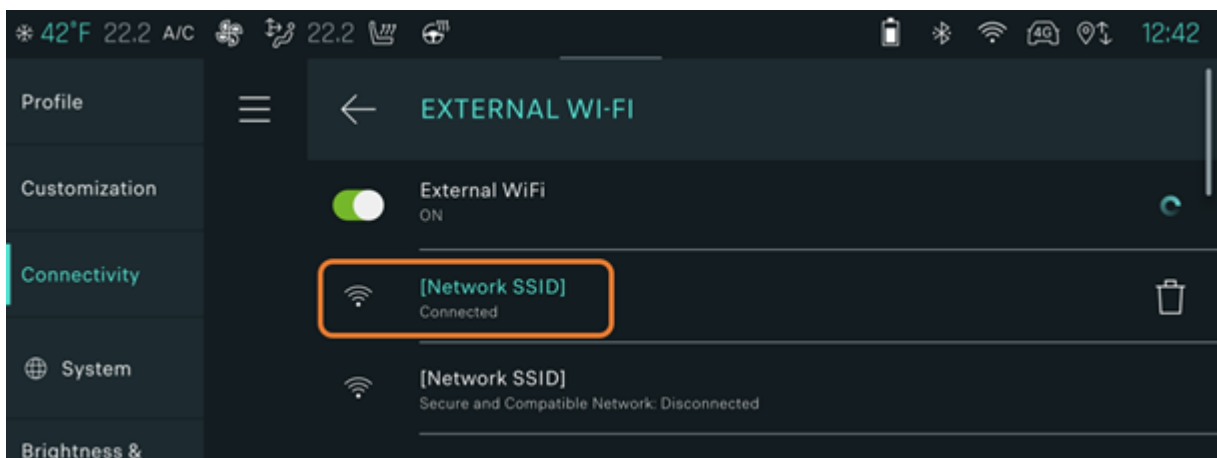 42°F 22.2 A/C 22.2 4G 12:42
Profile
EXTERNAL WI-FI
Customization
External WiFi
ON
Connectivity
[Network SSID]
Connected
System
[Network SSID]
Secure and Compatible Network: Disconnected
Brightness &